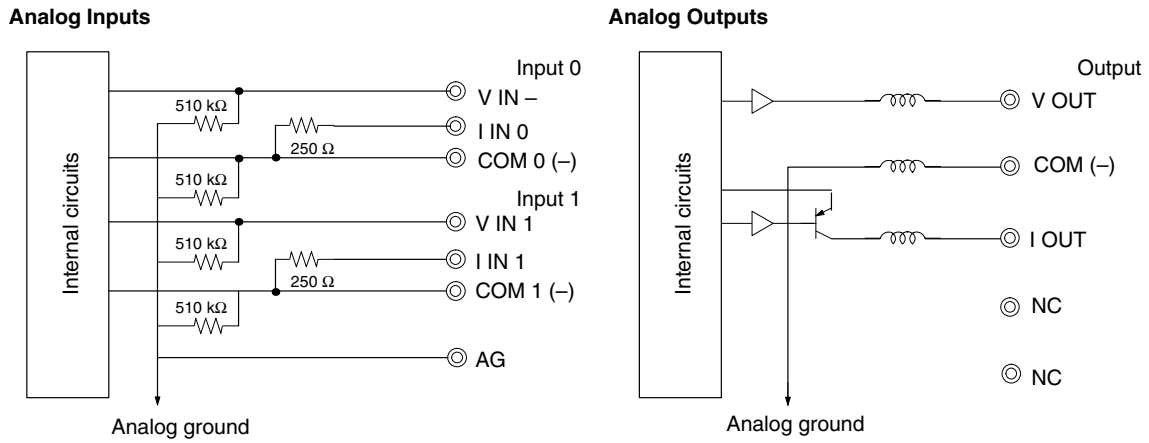 Analog Inputs
Internal circuits
Input 0
510 kΩ
V IN –
I IN 0
250 Ω
COM 0 (–)
510 kΩ
Input 1
V IN 1
510 kΩ
I IN 1
250 Ω
COM 1 (–)
510 kΩ
AG
Analog ground
Analog Outputs
Internal circuits
Output
V OUT
COM (–)
I OUT
NC
NC
Analog ground